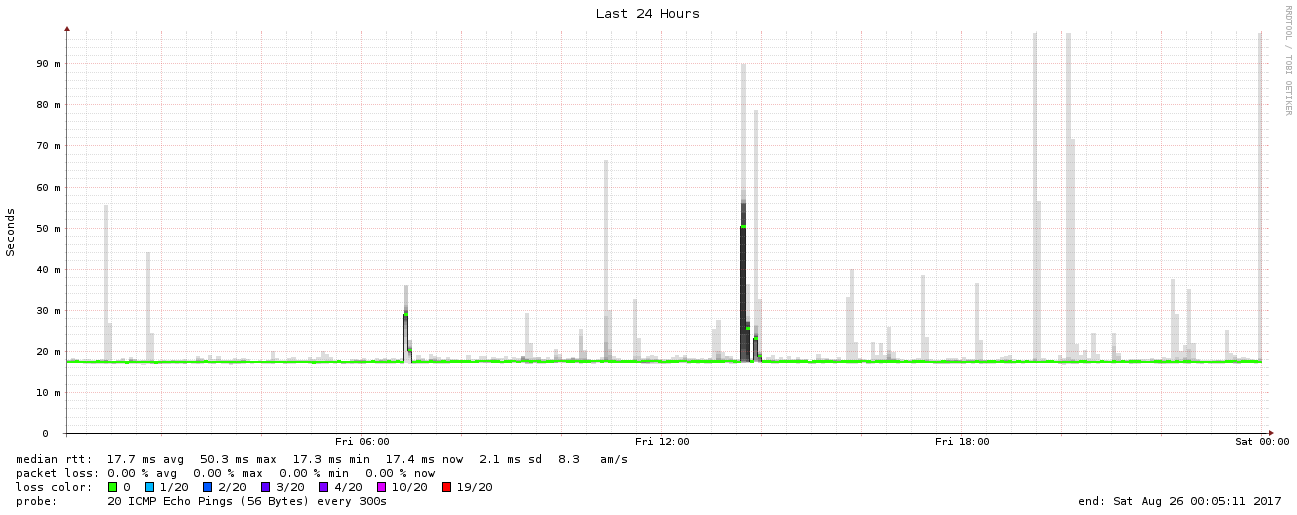 Last 24 Hours
RRDTOOL / TOBI OETIKER
Seconds
90 m
80 m
70 m
60 m
50 m
40 m
30 m
20 m
10 m
0
Fri 06:00 Fri 12:00 Fri 18:00 Sat 00:00
median rtt: 17.7 ms avg 50.3 ms max 17.3 ms min 17.4 ms now 2.1 ms sd 8.3 am/s
packet loss: 0.00 % avg 0.00 % max 0.00 % min 0.00 % now
loss color: 0 1/20 2/20 3/20 4/20 10/20 19/20
probe: 20 ICMP Echo Pings (56 Bytes) every 300s end: Sat Aug 26 00:05:11 2017